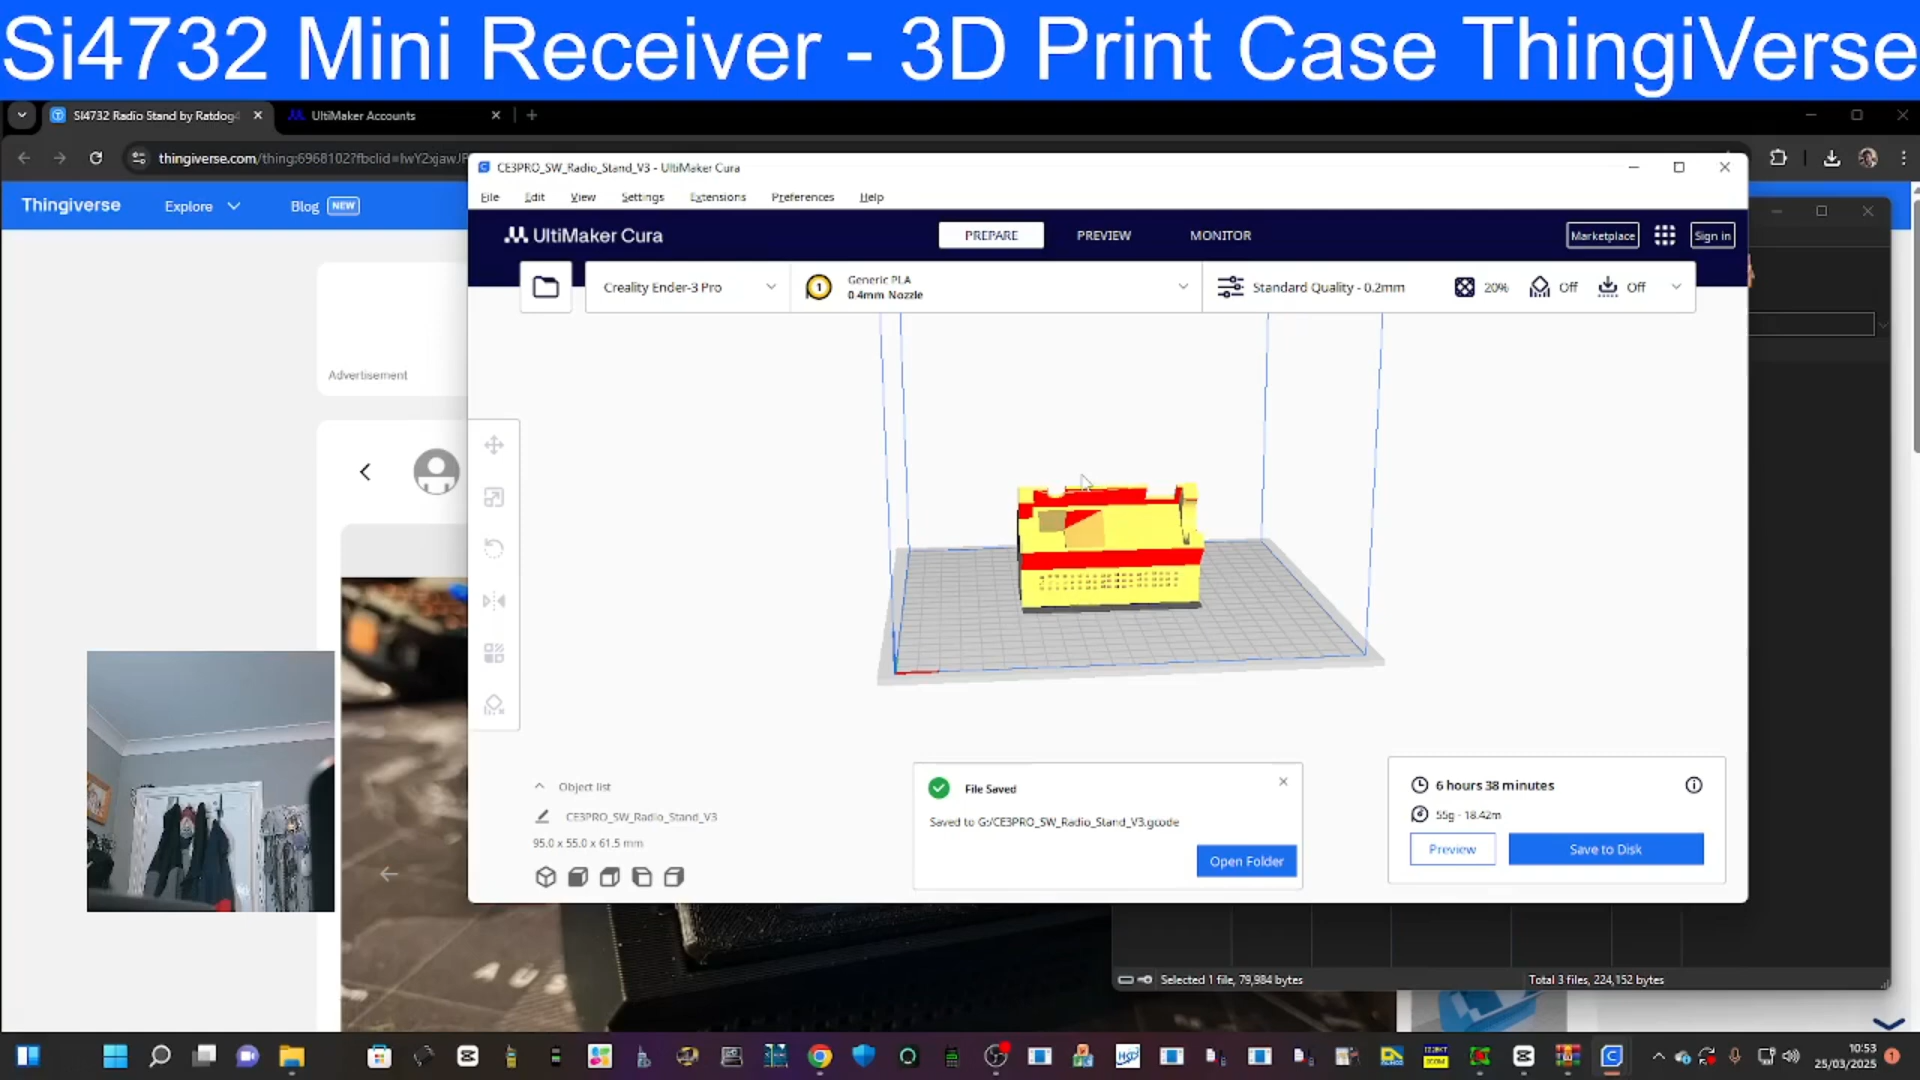 Si4732 Mini Receiver - 3D Print Case ThingiVerse
SI4732 Radio Stand by Ratdog
UltiMaker Accounts
thingiverse.com/thing:6968102?fbclid=IwY2xjawJF
CE3PRO_SW_Radio_Stand_V3 - UltiMaker Cura
File Edit View Settings Extensions Preferences Help
Thingiverse
Explore
Blog
NEW
UltiMaker Cura
PREPARE
PREVIEW
MONITOR
Marketplace
Sign in
Creality Ender-3 Pro
1
Generic PLA
0.4mm Nozzle
Standard Quality - 0.2mm
20%
Off
Off
Advertisement
Object list
CE3PRO_SW_Radio_Stand_V3
95.0 x 55.0 x 61.5 mm
File Saved
Saved to G:/CE3PRO_SW_Radio_Stand_V3.gcode
Open Folder
6 hours 38 minutes
55g · 18.42m
Preview
Save to Disk
Selected 1 file, 79,984 bytes
Total 3 files, 224,152 bytes
10:53
25/03/2025
1